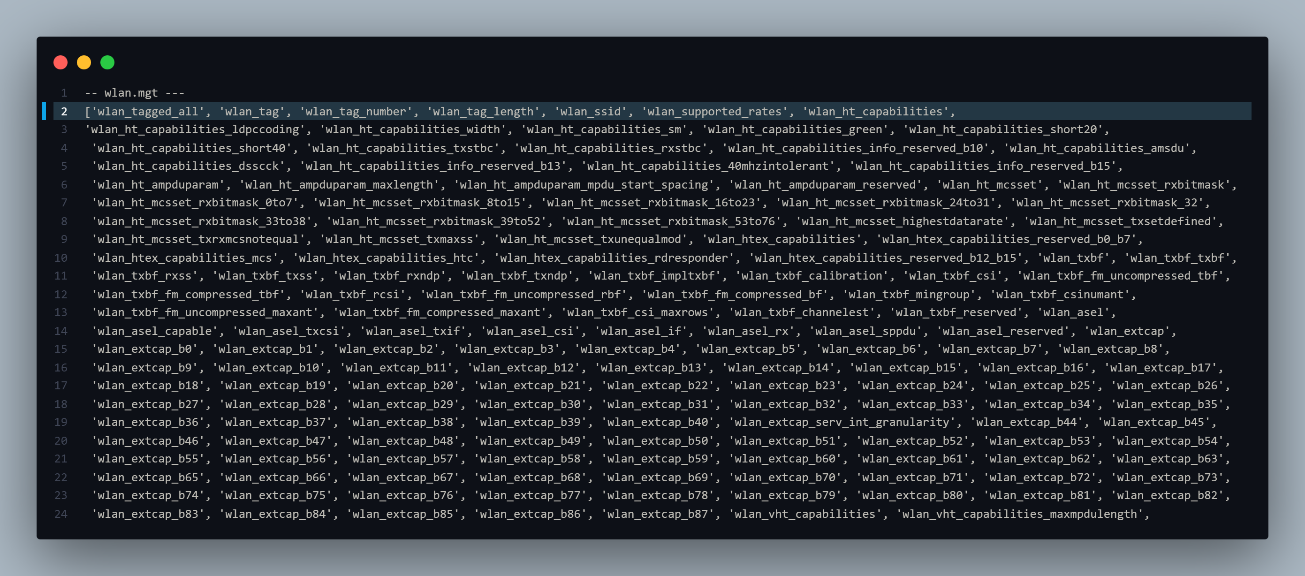 1 -- wlan.mgt ---
2 ['wlan_tagged_all', 'wlan_tag', 'wlan_tag_number', 'wlan_tag_length', 'wlan_ssid', 'wlan_supported_rates', 'wlan_ht_capabilities',
3 'wlan_ht_capabilities_ldpccoding', 'wlan_ht_capabilities_width', 'wlan_ht_capabilities_sm', 'wlan_ht_capabilities_green', 'wlan_ht_capabilities_short20',
4 'wlan_ht_capabilities_short40', 'wlan_ht_capabilities_txstbc', 'wlan_ht_capabilities_rxstbc', 'wlan_ht_capabilities_info_reserved_b10', 'wlan_ht_capabilities_amsdu',
5 'wlan_ht_capabilities_dsscck', 'wlan_ht_capabilities_info_reserved_b13', 'wlan_ht_capabilities_40mhzintolerant', 'wlan_ht_capabilities_info_reserved_b15',
6 'wlan_ht_ampduparam', 'wlan_ht_ampduparam_maxlength', 'wlan_ht_ampduparam_mpdu_start_spacing', 'wlan_ht_ampduparam_reserved', 'wlan_ht_mcsset', 'wlan_ht_mcsset_rxbitmask',
7 'wlan_ht_mcsset_rxbitmask_0to7', 'wlan_ht_mcsset_rxbitmask_8to15', 'wlan_ht_mcsset_rxbitmask_16to23', 'wlan_ht_mcsset_rxbitmask_24to31', 'wlan_ht_mcsset_rxbitmask_32',
8 'wlan_ht_mcsset_rxbitmask_33to38', 'wlan_ht_mcsset_rxbitmask_39to52', 'wlan_ht_mcsset_rxbitmask_53to76', 'wlan_ht_mcsset_highestdatarate', 'wlan_ht_mcsset_txsetdefined',
9 'wlan_ht_mcsset_txrxmcsnotequal', 'wlan_ht_mcsset_txmaxss', 'wlan_ht_mcsset_txunequalmod', 'wlan_htex_capabilities', 'wlan_htex_capabilities_reserved_b0_b7',
10 'wlan_htex_capabilities_mcs', 'wlan_htex_capabilities_htc', 'wlan_htex_capabilities_rdresponder', 'wlan_htex_capabilities_reserved_b12_b15', 'wlan_txbf', 'wlan_txbf_txbf',
11 'wlan_txbf_rxss', 'wlan_txbf_txss', 'wlan_txbf_rxndp', 'wlan_txbf_txndp', 'wlan_txbf_impltxbf', 'wlan_txbf_calibration', 'wlan_txbf_csi', 'wlan_txbf_fm_uncompressed_tbf',
12 'wlan_txbf_fm_compressed_tbf', 'wlan_txbf_rcsi', 'wlan_txbf_fm_uncompressed_rbf', 'wlan_txbf_fm_compressed_bf', 'wlan_txbf_mingroup', 'wlan_txbf_csinumant',
13 'wlan_txbf_fm_uncompressed_maxant', 'wlan_txbf_fm_compressed_maxant', 'wlan_txbf_csi_maxrows', 'wlan_txbf_channelest', 'wlan_txbf_reserved', 'wlan_asel',
14 'wlan_asel_capable', 'wlan_asel_txcsi', 'wlan_asel_txif', 'wlan_asel_csi', 'wlan_asel_if', 'wlan_asel_rx', 'wlan_asel_sppdu', 'wlan_asel_reserved', 'wlan_extcap',
15 'wlan_extcap_b0', 'wlan_extcap_b1', 'wlan_extcap_b2', 'wlan_extcap_b3', 'wlan_extcap_b4', 'wlan_extcap_b5', 'wlan_extcap_b6', 'wlan_extcap_b7', 'wlan_extcap_b8',
16 'wlan_extcap_b9', 'wlan_extcap_b10', 'wlan_extcap_b11', 'wlan_extcap_b12', 'wlan_extcap_b13', 'wlan_extcap_b14', 'wlan_extcap_b15', 'wlan_extcap_b16', 'wlan_extcap_b17',
17 'wlan_extcap_b18', 'wlan_extcap_b19', 'wlan_extcap_b20', 'wlan_extcap_b21', 'wlan_extcap_b22', 'wlan_extcap_b23', 'wlan_extcap_b24', 'wlan_extcap_b25', 'wlan_extcap_b26',
18 'wlan_extcap_b27', 'wlan_extcap_b28', 'wlan_extcap_b29', 'wlan_extcap_b30', 'wlan_extcap_b31', 'wlan_extcap_b32', 'wlan_extcap_b33', 'wlan_extcap_b34', 'wlan_extcap_b35',
19 'wlan_extcap_b36', 'wlan_extcap_b37', 'wlan_extcap_b38', 'wlan_extcap_b39', 'wlan_extcap_b40', 'wlan_extcap_serv_int_granularity', 'wlan_extcap_b44', 'wlan_extcap_b45',
20 'wlan_extcap_b46', 'wlan_extcap_b47', 'wlan_extcap_b48', 'wlan_extcap_b49', 'wlan_extcap_b50', 'wlan_extcap_b51', 'wlan_extcap_b52', 'wlan_extcap_b53', 'wlan_extcap_b54',
21 'wlan_extcap_b55', 'wlan_extcap_b56', 'wlan_extcap_b57', 'wlan_extcap_b58', 'wlan_extcap_b59', 'wlan_extcap_b60', 'wlan_extcap_b61', 'wlan_extcap_b62', 'wlan_extcap_b63',
22 'wlan_extcap_b65', 'wlan_extcap_b66', 'wlan_extcap_b67', 'wlan_extcap_b68', 'wlan_extcap_b69', 'wlan_extcap_b70', 'wlan_extcap_b71', 'wlan_extcap_b72', 'wlan_extcap_b73',
23 'wlan_extcap_b74', 'wlan_extcap_b75', 'wlan_extcap_b76', 'wlan_extcap_b77', 'wlan_extcap_b78', 'wlan_extcap_b79', 'wlan_extcap_b80', 'wlan_extcap_b81', 'wlan_extcap_b82',
24 'wlan_extcap_b83', 'wlan_extcap_b84', 'wlan_extcap_b85', 'wlan_extcap_b86', 'wlan_extcap_b87', 'wlan_vht_capabilities', 'wlan_vht_capabilities_maxmpdulength',